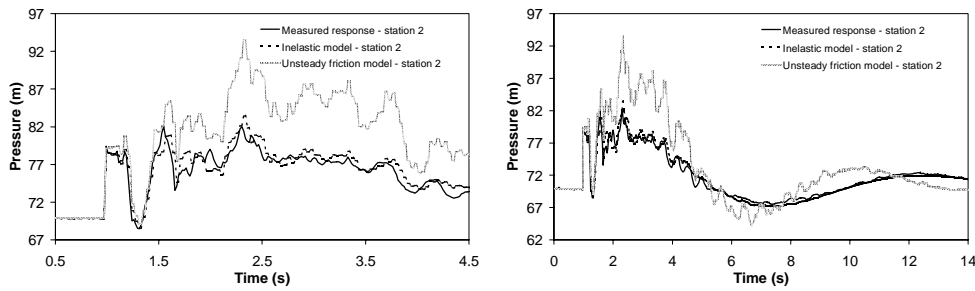 97
92
87
82
77
72
67
Pressure (m)
0.5
1.5
2.5
3.5
4.5
Time (s)
Measured response - station 2
Inelastic model - station 2
Unsteady friction model - station 2
97
92
87
82
77
72
67
62
Pressure (m)
0
2
4
6
8
10
12
14
Time (s)
Measured response - station 2
Inelastic model - station 2
Unsteady friction model - station 2